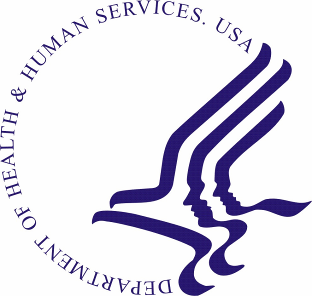 DEPARTMENT OF HEALTH & HUMAN SERVICES. USA